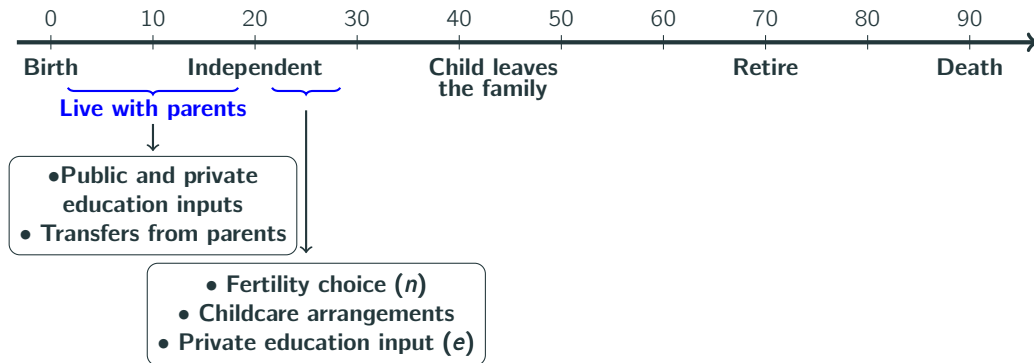 0 10 20 30 40 50 60 70 80 90
Birth Independent Child leaves Retire Death
the family
Live with parents
•Public and private
education inputs
• Transfers from parents
• Fertility choice (n)
• Childcare arrangements
• Private education input (e)